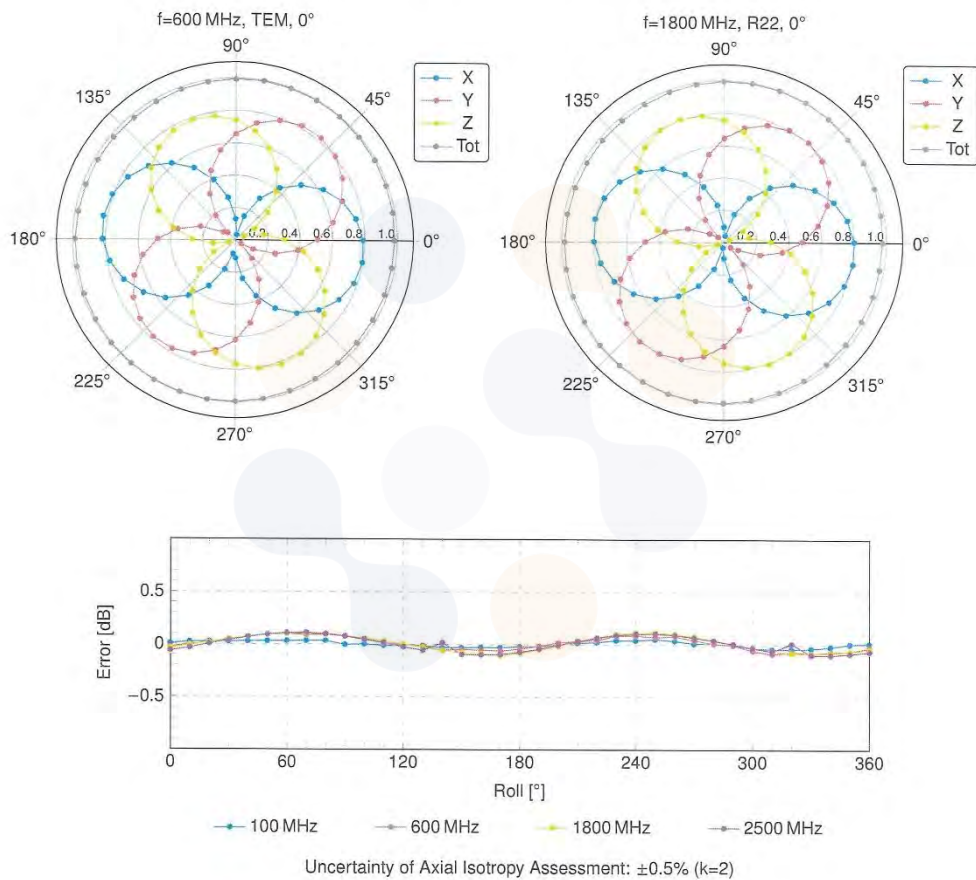 f=600 MHz, TEM, 0°
90°
135°
45°
X
Y
Z
Tot
180°
0.2 0.4 0.6 0.8 1.0
0°
225°
315°
270°
f=1800 MHz, R22, 0°
90°
135°
45°
X
Y
Z
Tot
180°
0.2 0.4 0.6 0.8 1.0
0°
225°
315°
270°
Error [dB]
0.5
0
−0.5
0 60 120 180 240 300 360
Roll [°]
100 MHz 600 MHz 1800 MHz 2500 MHz
Uncertainty of Axial Isotropy Assessment: ±0.5% (k=2)